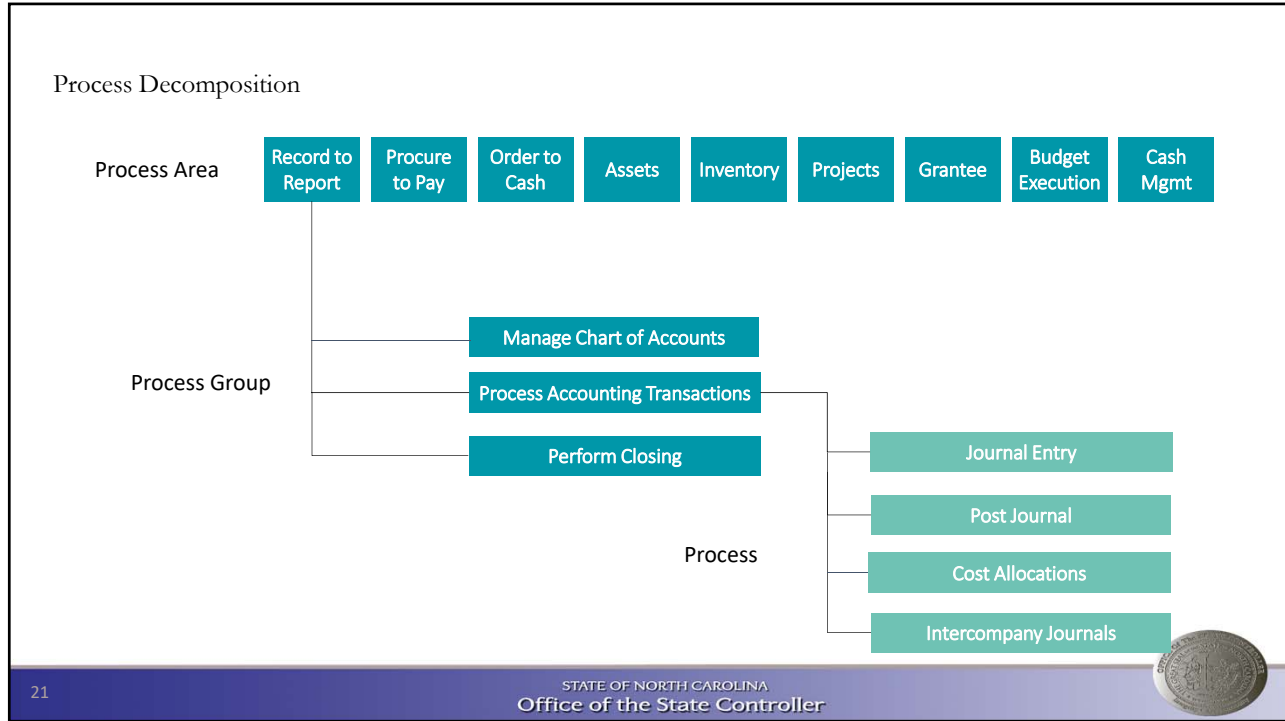 Process Decomposition
Process Area
Record to
Report
Procure
to Pay
Order to
Cash
Assets
Inventory
Projects
Grantee
Budget
Execution
Cash
Mgmt
Manage Chart of Accounts
Process Group
Process Accounting Transactions
Perform Closing
Journal Entry
Post Journal
Process
Cost Allocations
Intercompany Journals
21
STATE OF NORTH CAROLINA
Office of the State Controller